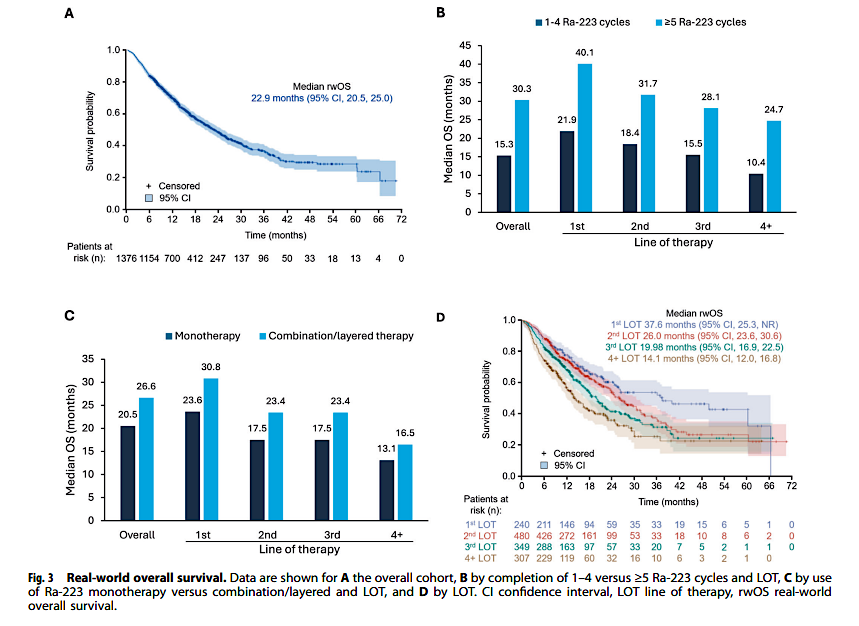 A
1.0
0.8
0.6
0.4
0.2
0.0
Survival probability
Median rwOS
22.9 months (95% CI, 20.5, 25.0)
+ Censored
95% CI
0 6 12 18 24 30 36 42 48 54 60 66 72
Time (months)
Patients at
risk (n): 1376 1154 700 412 247 137 96 50 33 18 13 4 0
B
1-4 Ra-223 cycles ≥5 Ra-223 cycles
45
40
35
30
25
20
15
10
5
0
Median OS (months)
15.3 30.3 21.9 40.1 18.4 31.7 15.5 28.1 10.4 24.7
Overall 1st 2nd 3rd 4+
Line of therapy
C
Monotherapy Combination/layered therapy
35
30
25
20
15
10
5
0
Median OS (months)
20.5 26.6 23.6 30.8 17.5 23.4 17.5 23.4 13.1 16.5
Overall 1st 2nd 3rd 4+
Line of therapy
D
1.0
0.8
0.6
0.4
0.2
0.0
Survival probability
Median rwOS
1st LOT 37.6 months (95% CI, 25.3, NR)
2nd LOT 26.0 months (95% CI, 23.6, 30.6)
3rd LOT 19.98 months (95% CI, 16.9, 22.5)
4+ LOT 14.1 months (95% CI, 12.0, 16.8)
+ Censored
95% CI
0 6 12 18 24 30 36 42 48 54 60 66 72
Time (months)
Patients at
risk (n):
1st LOT 240 211 146 94 59 35 33 19 15 6 5 1 0
2nd LOT 480 426 272 161 99 53 33 18 10 8 6 2 0
3rd LOT 349 288 163 97 57 33 20 7 5 2 1 1 0
4+ LOT 307 229 119 60 32 16 10 6 3 2 1 0
Fig. 3 Real-world overall survival. Data are shown for A the overall cohort, B by completion of 1–4 versus ≥5 Ra-223 cycles and LOT, C by use
of Ra-223 monotherapy versus combination/layered and LOT, and D by LOT. CI confidence interval, LOT line of therapy, rwOS real-world
overall survival.